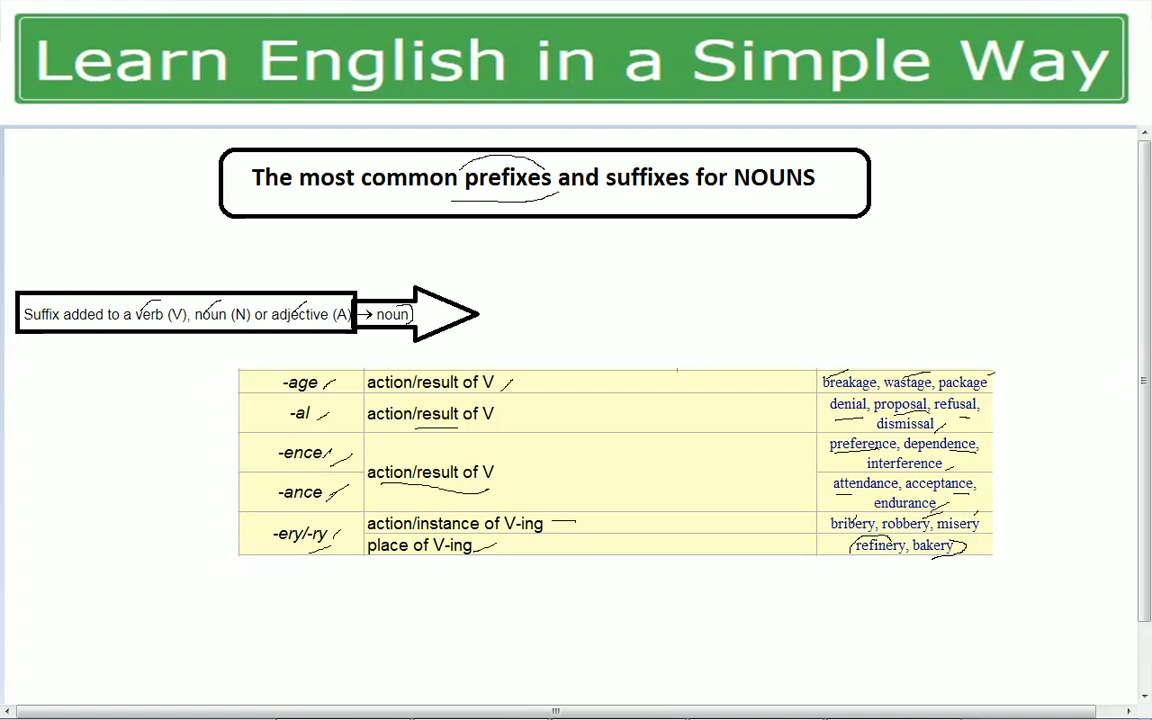 Learn English in a Simple Way
The most common prefixes and suffixes for NOUNS
Suffix added to a verb (V), noun (N) or adjective (A) → noun
-age action/result of V breakage, wastage, package
-al action/result of V denial, proposal, refusal,
dismissal
-ence preference, dependence,
interference
action/result of V
-ance attendance, acceptance,
endurance
-ery/-ry action/instance of V-ing bribery, robbery, misery
place of V-ing refinery, bakery